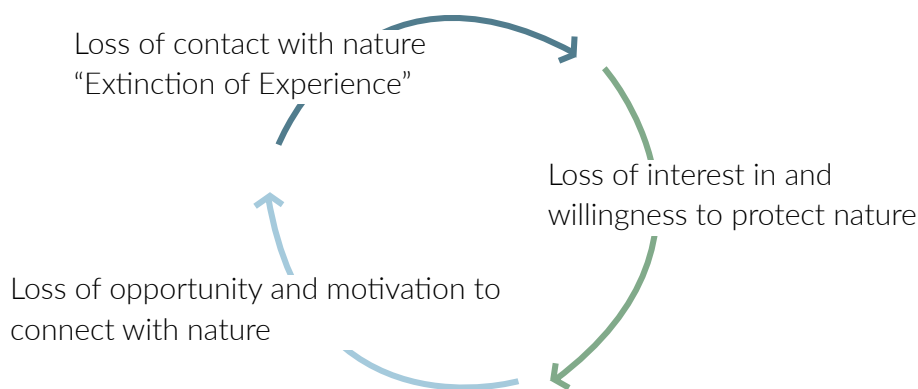 Loss of contact with nature
“Extinction of Experience”
Loss of interest in and
willingness to protect nature
Loss of opportunity and motivation to
connect with nature